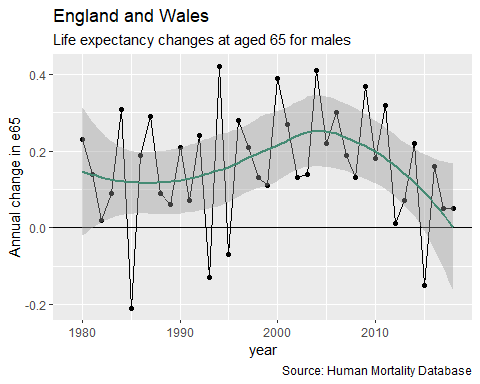 England and Wales
Life expectancy changes at aged 65 for males
Annual change in e65
0.4
0.2
0.0
-0.2
1980
1990
2000
2010
year
Source: Human Mortality Database